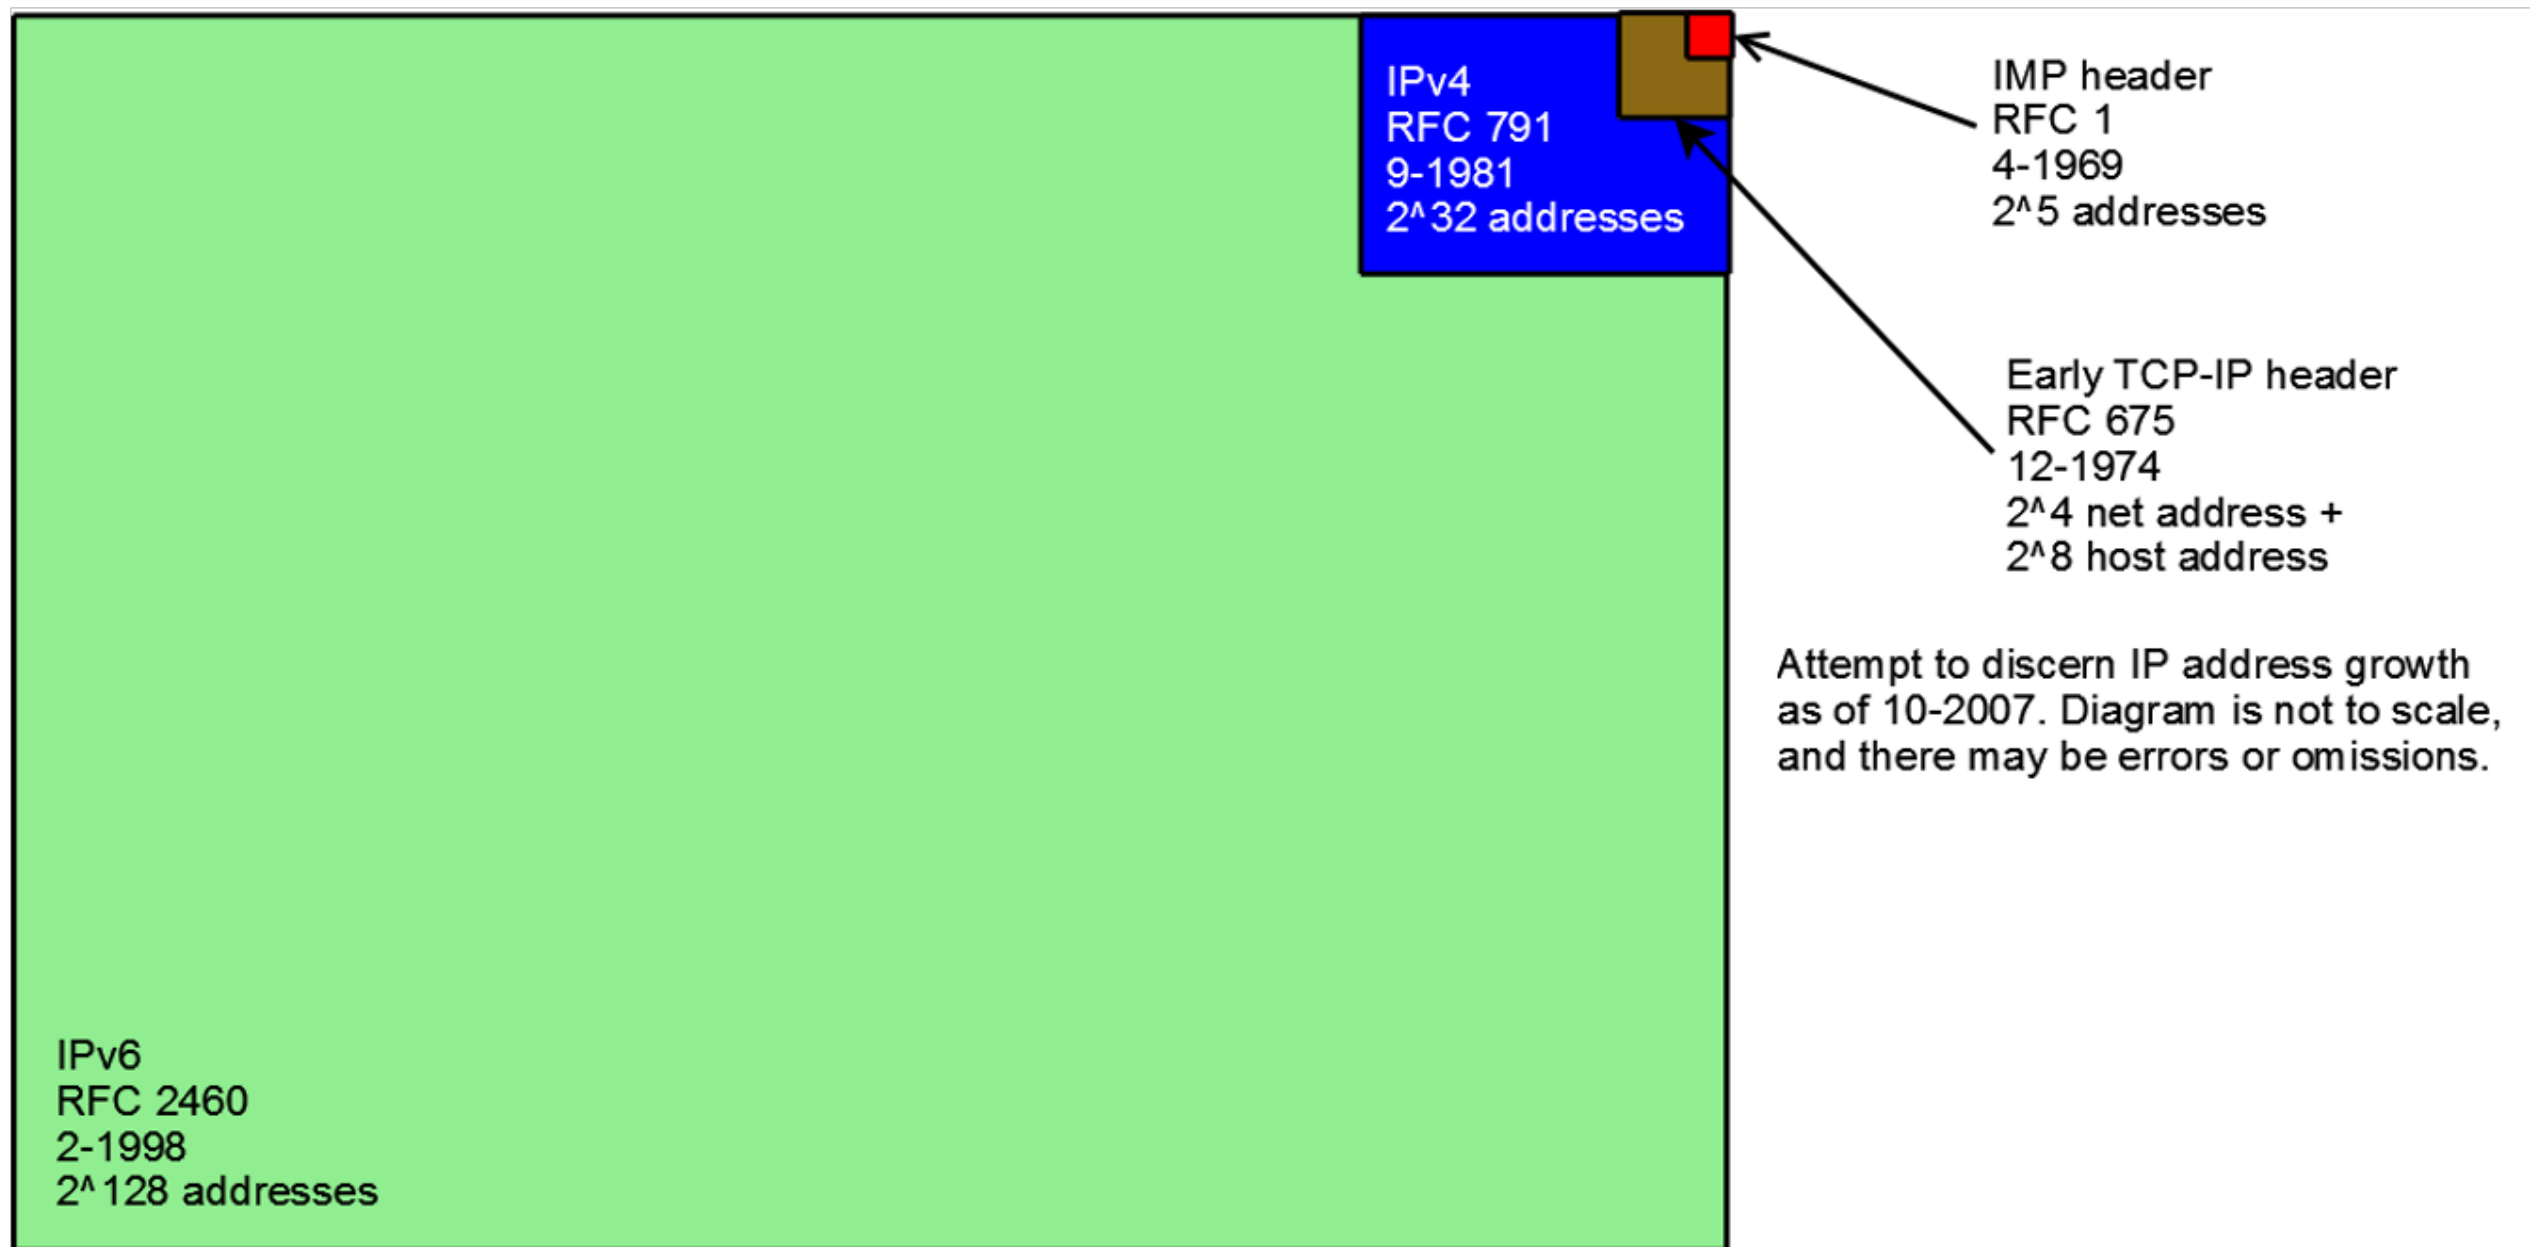 IPv4
RFC 791
9-1981
2^32 addresses
IMP header
RFC 1
4-1969
2^5 addresses
Early TCP-IP header
RFC 675
12-1974
2^4 net address +
2^8 host address
Attempt to discern IP address growth
as of 10-2007. Diagram is not to scale,
and there may be errors or omissions.
IPv6
RFC 2460
2-1998
2^128 addresses